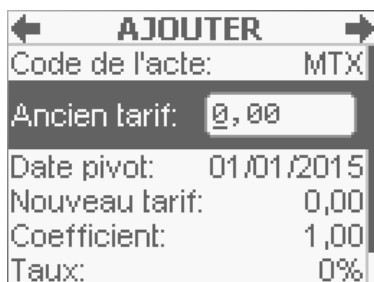 AJOUTER
Code de l'acte: MTX
Ancien tarif: 0,00
Date pivot: 01/01/2015
Nouveau tarif: 0,00
Coefficient: 1,00
Taux: 0%